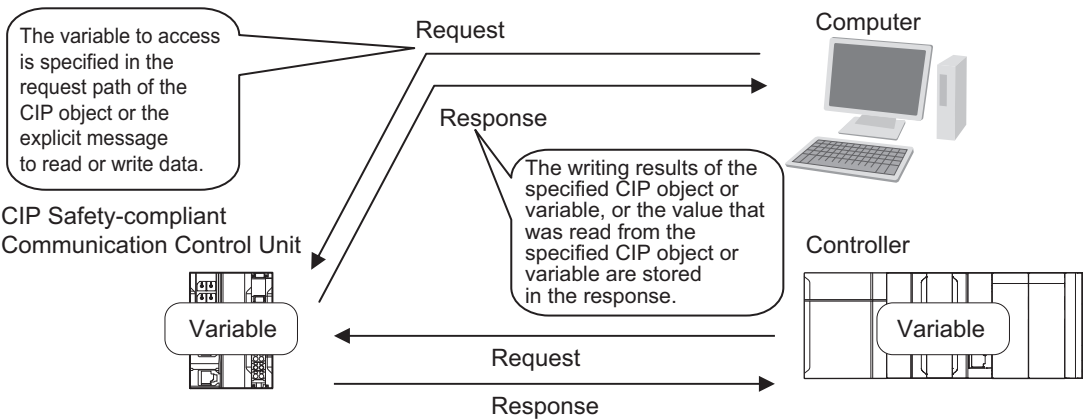 The variable to access
is specified in the
request path of the
CIP object or the
explicit message
to read or write data.
Request
Computer
Response
The writing results of the
specified CIP object or
variable, or the value that
was read from the
specified CIP object or
variable are stored
in the response.
CIP Safety-compliant
Communication Control Unit
Controller
Variable
Variable
Request
Response